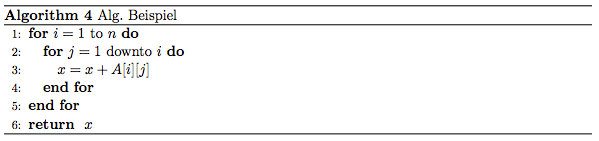 Algorithm 4 Alg. Beispiel
1: for i = 1 to n do
2: for j = 1 downto i do
3: x = x + A[i][j]
4: end for
5: end for
6: return x